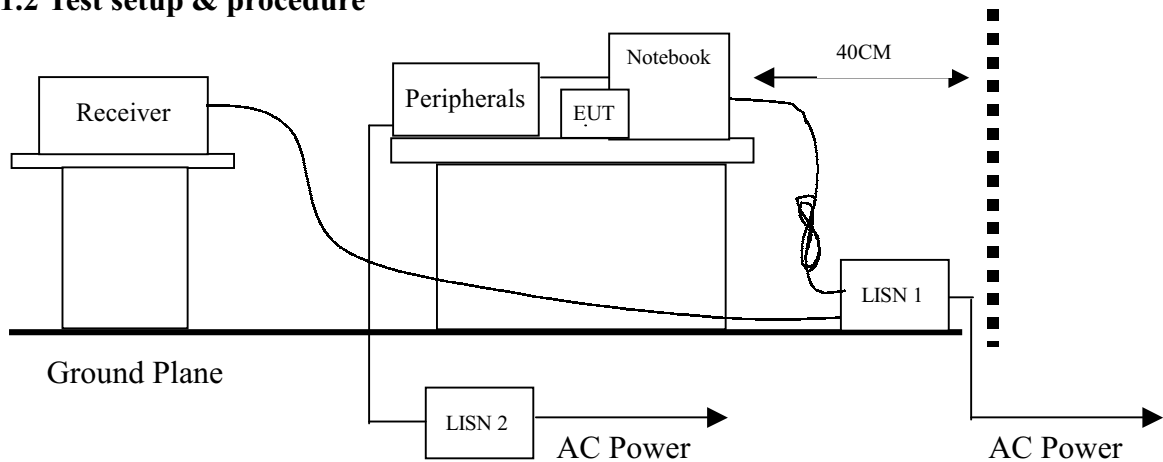 1.2 Test setup & procedure
40CM
Notebook
Peripherals
Receiver
EUT
LISN 1
Ground Plane
LISN 2
AC Power
AC Power